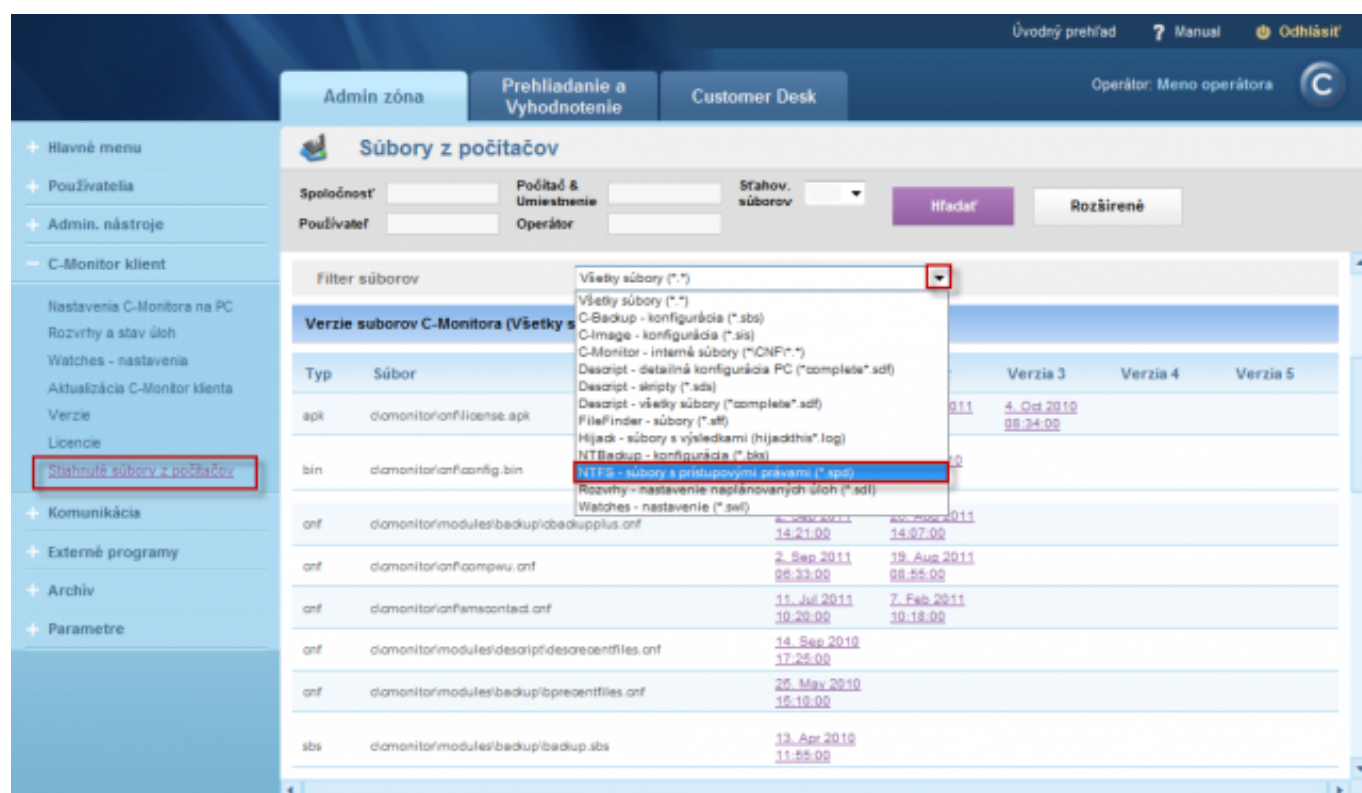 Úvodný prehľad ? Manual Odhlásiť
Admin zóna
Prehliadanie a
Vyhodnotenie
Customer Desk
Operátor: Meno operátora
Hlavné menu
Používatelia
Admin. nástroje
C-Monitor klient
Nastavenia C-Monitora na PC
Rozvrhy a stav úloh
Watches - nastavenia
Aktualizácia C-Monitor klienta
Verzie
Licencie
Stiahnuté súbory z počítačov
Komunikácia
Externé programy
Archív
Parametre
Súbory z počítačov
Spoločnosť
Počítač &
Umiestnenie
Sťahov.
súborov
Hľadať
Rozšírené
Používateľ
Operátor
Filter súborov
Všetky súbory (*.*)
Všetky súbory (*.*)
C-Backup - konfigurácia (*.sbs)
C-Image - konfigurácia (*.sis)
C-Monitor - interné súbory (*\CNF\*.*)
Descript - detailná konfigurácia PC (*complete*.sdf)
Descript - skripty (*.sds)
Descript - všetky súbory (*complete*.sdf)
FileFinder - súbory (*.sff)
Hijack - súbory s výsledkami (hijackthis*.log)
NTBackup - konfigurácia (*.bks)
NTFS - súbory s prístupovými právami (*.spd)
Rozvrhy - nastavenie naplánovaných úloh (*.sdl)
Watches - nastavenie (*.swl)
Verzie suborov C-Monitora (Všetky s
Typ Súbor Verzia 3 Verzia 4 Verzia 5
apk c\cmonitor\cnf\license.apk 011 4. Oct 2010
08:34:00
bin c\cmonitor\cnf\config.bin
cnf c\cmonitor\modules\backup\cbackupplus.cnf 2. Sep 2011 2011
14:21:00 14:07:00
cnf c\cmonitor\cnf\compwu.cnf 2. Sep 2011 19. Aug 2011
06:33:00 08:55:00
cnf c\cmonitor\cnf\smscontact.cnf 11. Jul 2011 7. Feb 2011
10:20:00 10:18:00
cnf c\cmonitor\modules\descript\descrecentfiles.cnf 14. Sep 2010
17:25:00
cnf c\cmonitor\modules\backup\bprecentfiles.cnf 25. May 2010
15:10:00
sbs c\cmonitor\modules\backup\backup.sbs 13. Apr 2010
11:55:00